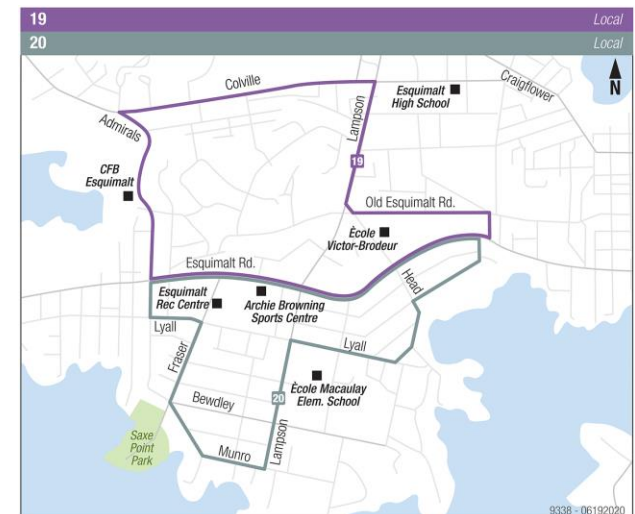 19 Local
20 Local
Colville
Craigflower
N
Esquimalt
High School
Admirals
Lampson
19
CFB
Esquimalt
Old Esquimalt Rd.
École
Victor-Brodeur
Esquimalt Rd.
Head
Esquimalt
Rec Centre
Archie Browning
Sports Centre
Lyall
Lyall
Fraser
École Macaulay
Elem. School
20
Bewdley
Lampson
Saxe
Point
Park
Munro
9338 - 06192020